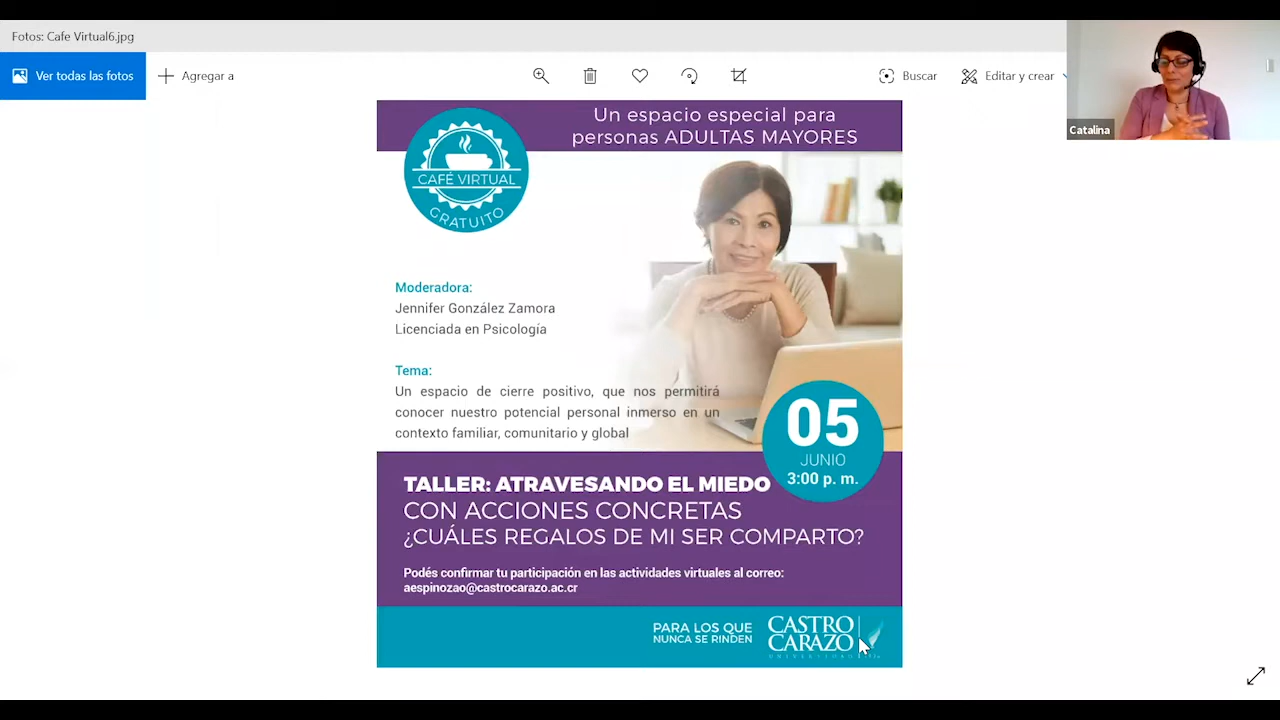 Fotos: Cafe Virtual6.jpg
Ver todas las fotos
Agregar a
Buscar
Editar y crear
Catalina
Un espacio especial para
personas ADULTAS MAYORES
CAFÉ VIRTUAL
GRATUITO
Moderadora:
Jennifer González Zamora
Licenciada en Psicología
Tema:
Un espacio de cierre positivo, que nos permitirá
conocer nuestro potencial personal inmerso en un
contexto familiar, comunitario y global
05
JUNIO
3:00 p. m.
TALLER: ATRAVESANDO EL MIEDO
CON ACCIONES CONCRETAS
¿CUÁLES REGALOS DE MI SER COMPARTO?
Podés confirmar tu participación en las actividades virtuales al correo:
aespinozao@castrocarazo.ac.cr
PARA LOS QUE
NUNCA SE RINDEN
CASTRO
CARAZO